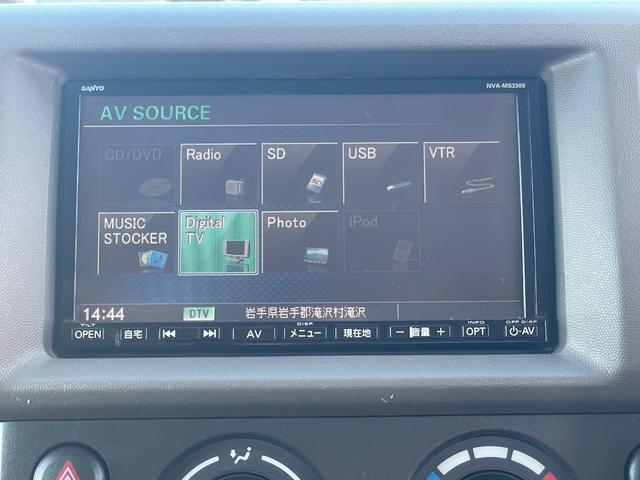 SANYO NVA-MS3309
AV SOURCE
CD/DVD Radio SD USB VTR
MUSIC STOCKER Digital TV Photo iPod
14:44 DTV 岩手県岩手郡滝沢村滝沢
TILT DISP INFO OFF DISP
OPEN 自宅 AV メニュー 現在地 − 音量 + OPT ⏻-AV